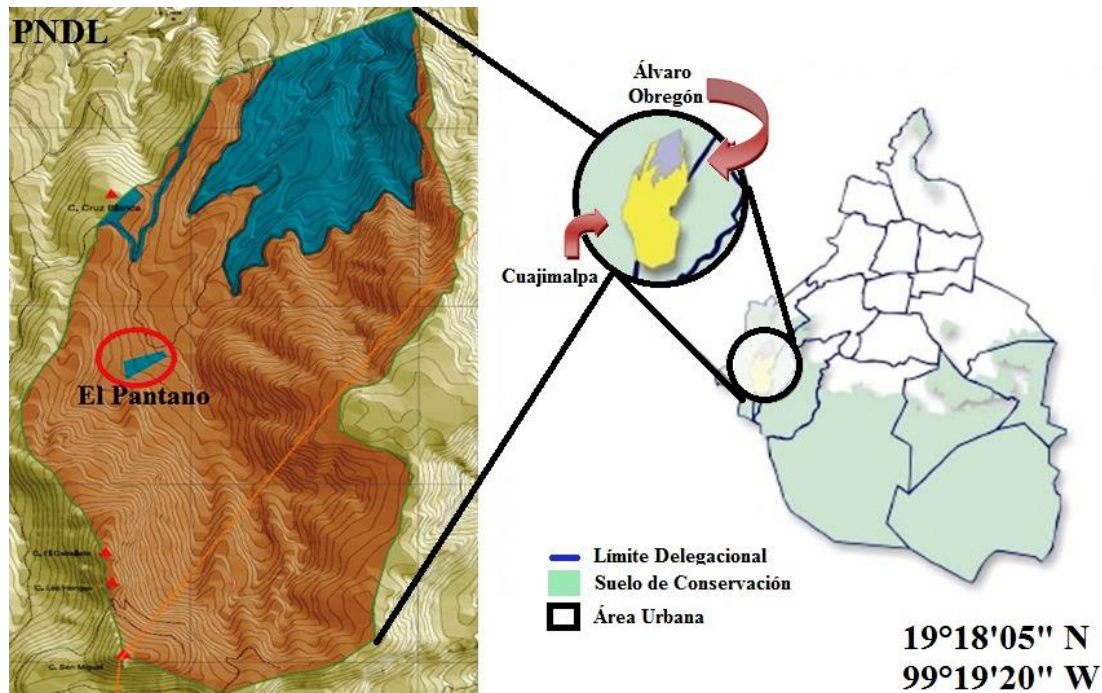 PNDL
C. Cruz Blanca
El Pantano
C. San Miguel
Álvaro
Obregón
Cuajimalpa
Límite Delegacional
Suelo de Conservación
Área Urbana
19°18'05" N
99°19'20" W